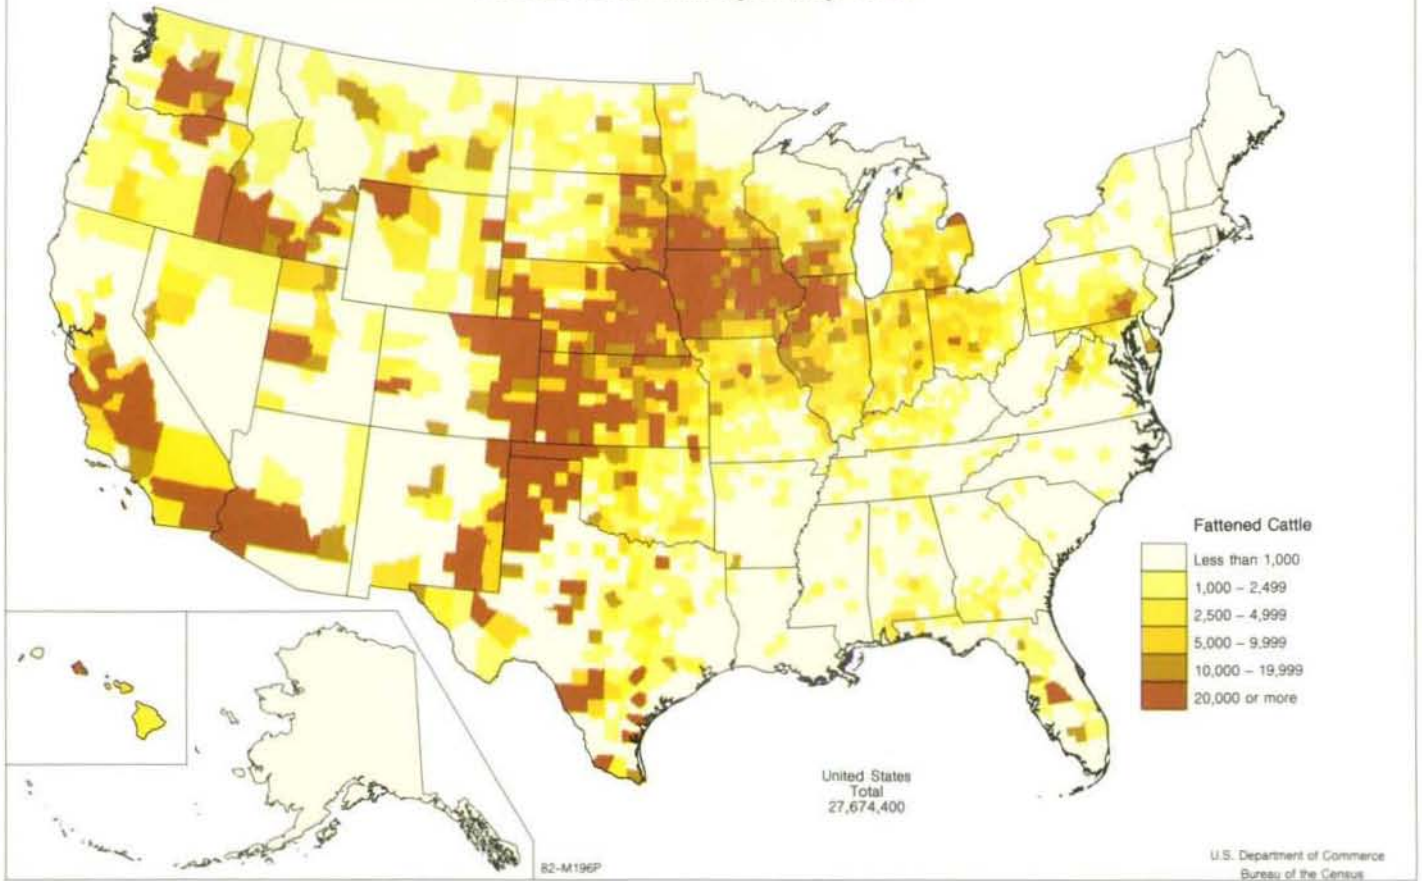 Fattened Cattle
Less than 1,000
1,000 – 2,499
2,500 – 4,999
5,000 – 9,999
10,000 – 19,999
20,000 or more
United States
Total
27,674,400
82-M196P
U.S. Department of Commerce
Bureau of the Census